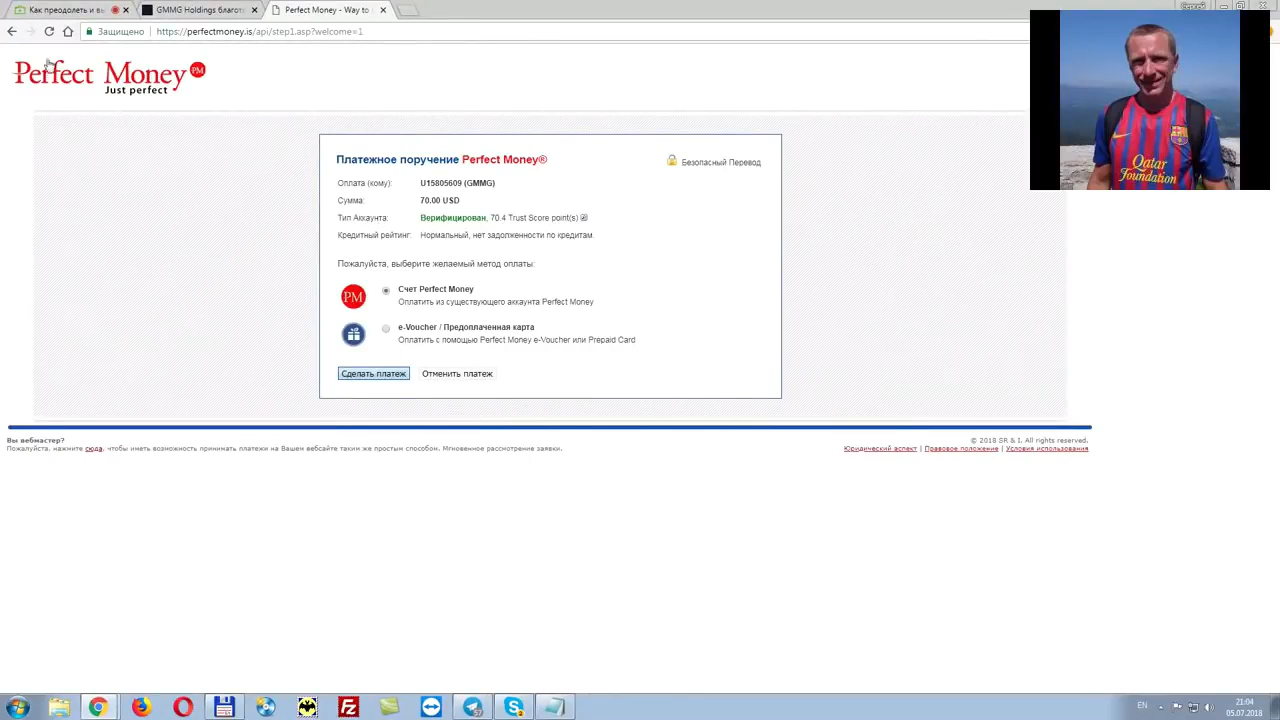 Как преодолеть и вы
GMMG Holdings благот
Perfect Money - Way to
Защищено
https://perfectmoney.is/api/step1.asp?welcome=1
Perfect Money PM
Just perfect
Платежное поручение Perfect Money®
Безопасный Перевод
Оплата (кому): U15805609 (GMMG)
Сумма: 70.00 USD
Тип Аккаунта: Верифицирован, 70.4 Trust Score point(s)
Кредитный рейтинг: Нормальный, нет задолженности по кредитам.
Пожалуйста, выберите желаемый метод оплаты:
PM
Счет Perfect Money
Оплатить из существующего аккаунта Perfect Money
e-Voucher / Предоплаченная карта
Оплатить с помощью Perfect Money e-Voucher или Prepaid Card
Сделать платеж
Отменить платеж
Вы вебмастер?
Пожалуйста, нажмите сюда, чтобы иметь возможность принимать платежи на Вашем вебсайте таким же простым способом. Мгновенное рассмотрение заявки.
© 2018 SR & I. All rights reserved.
Юридический аспект | Правовое положение | Условия использования
Qatar
Foundation
EN
21:04
05.07.2018